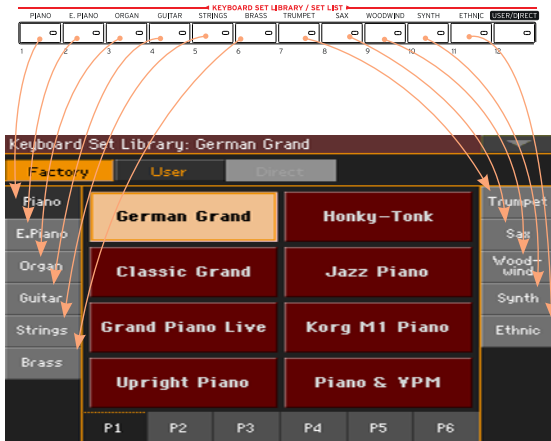 KEYBOARD SET LIBRARY / SET LIST
PIANO E. PIANO ORGAN GUITAR STRINGS BRASS TRUMPET SAX WOODWIND SYNTH ETHNIC USER/DIRECT
1 2 3 4 5 6 7 8 9 10 11 12
Keyboard Set Library: German Grand
Factory User Direct
Piano
E.Piano
Organ
Guitar
Strings
Brass
German Grand Honky-Tonk
Classic Grand Jazz Piano
Grand Piano Live Korg M1 Piano
Upright Piano Piano & YPM
Trumpet
Sax
Wood-
wind
Synth
Ethnic
P1 P2 P3 P4 P5 P6